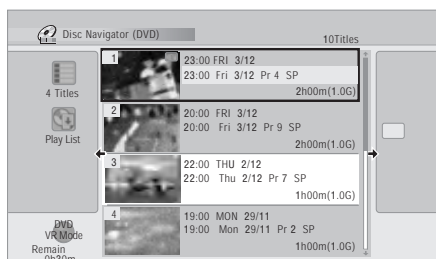 Disc Navigator (DVD)
10Titles
4 Titles
Play List
1
23:00 FRI 3/12
23:00 Fri 3/12 Pr 4 SP
2h00m(1.0G)
2
20:00 FRI 3/12
20:00 Fri 3/12 Pr 9 SP
2h00m(1.0G)
3
22:00 THU 2/12
22:00 Thu 2/12 Pr 7 SP
1h00m(1.0G)
4
19:00 MON 29/11
19:00 Mon 29/11 Pr 2 SP
1h00m(1.0G)
DVD
VR Mode
Remain
0h30m